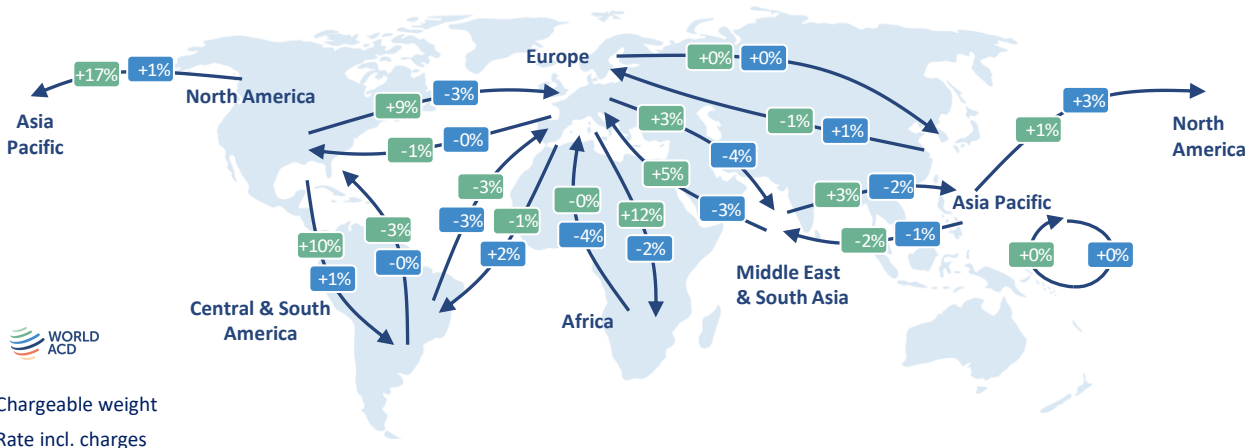 Europe
+0% +0%
+17% +1%
North America
Asia
Pacific
+9% -3%
-1% -0%
+3%
-4%
-1% +1%
+1%
+3%
North
America
+5%
-3%
+3% -2%
Asia Pacific
-2% -1%
+0% +0%
-3%
-3%
-1%
+2%
-0%
-4%
+12%
-2%
+10%
+1%
-3%
-0%
Middle East
& South Asia
Central & South
America
Africa
WORLD
ACD
Chargeable weight
Rate incl. charges